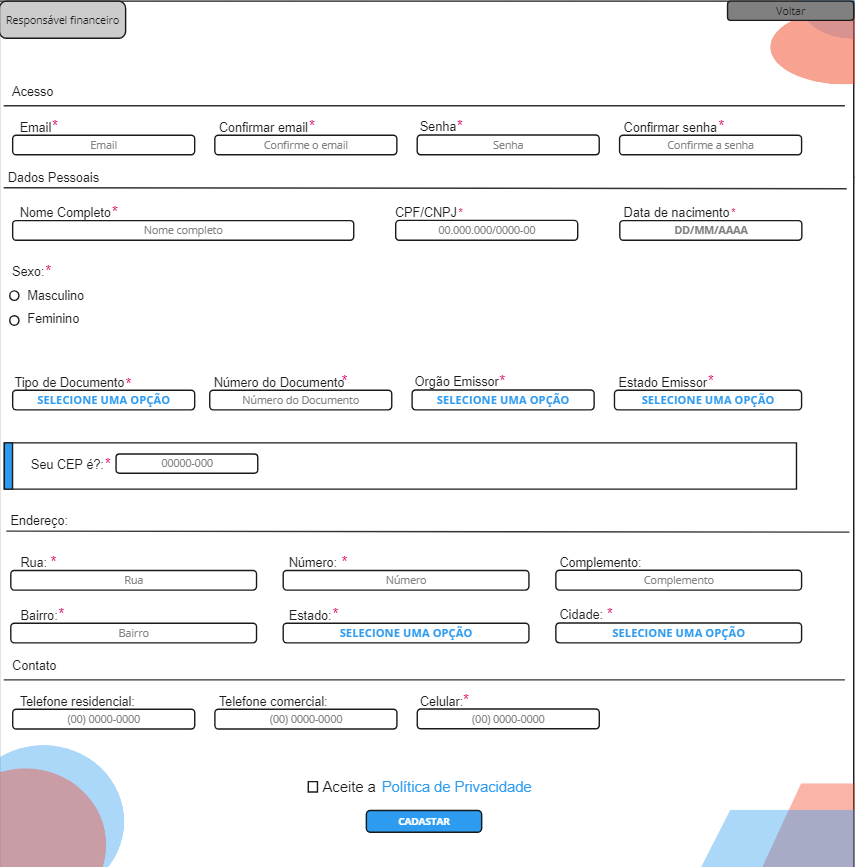 Responsável financeiro
Voltar
Acesso
Email* Confirmar email* Senha* Confirmar senha*
Email Confirme o email Senha Confirme a senha
Dados Pessoais
Nome Completo* CPF/CNPJ* Data de nacimento*
Nome completo 00.000.000/0000-00 DD/MM/AAAA
Sexo:*
Masculino
Feminino
Tipo de Documento* Número do Documento* Orgão Emissor* Estado Emissor*
SELECIONE UMA OPÇÃO Número do Documento SELECIONE UMA OPÇÃO SELECIONE UMA OPÇÃO
Seu CEP é?:* 00000-000
Endereço:
Rua: * Número: * Complemento:
Rua Número Complemento
Bairro:* Estado:* Cidade: *
Bairro SELECIONE UMA OPÇÃO SELECIONE UMA OPÇÃO
Contato
Telefone residencial: Telefone comercial: Celular:*
(00) 0000-0000 (00) 0000-0000 (00) 0000-0000
Aceite a Política de Privacidade
CADASTAR